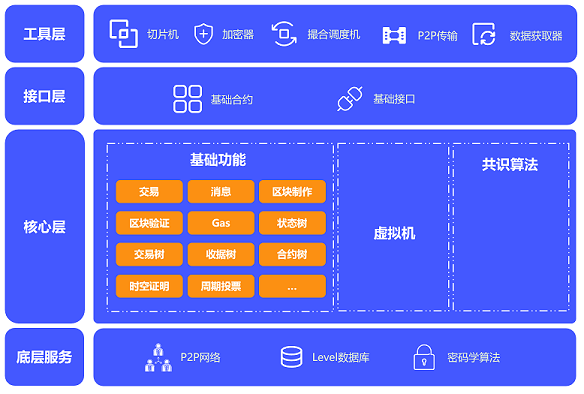 工具层
切片机
加密器
撮合调度机
P2P传输
数据获取器
接口层
基础合约
基础接口
核心层
基础功能
交易
消息
区块制作
区块验证
Gas
状态树
交易树
收据树
合约树
时空证明
周期投票
...
虚拟机
共识算法
底层服务
P2P网络
Level数据库
密码学算法